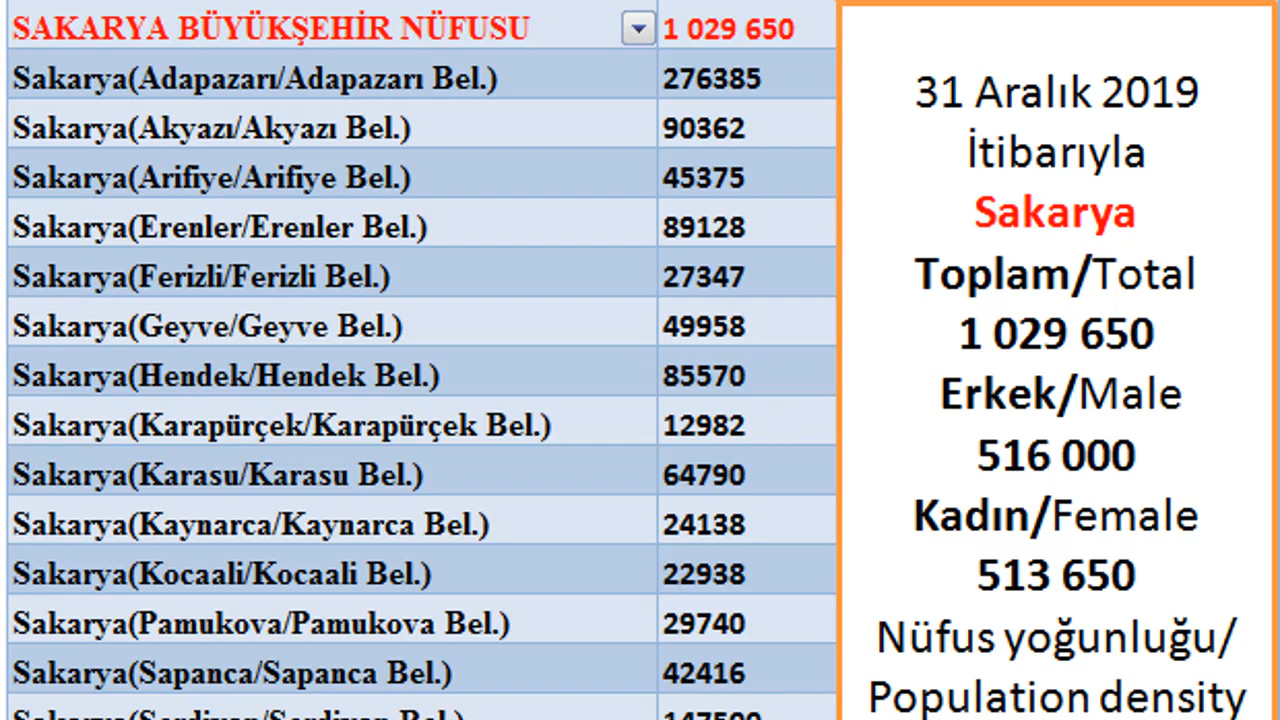 SAKARYA BÜYÜKŞEHİR NÜFUSU 1 029 650
Sakarya(Adapazarı/Adapazarı Bel.) 276385
Sakarya(Akyazı/Akyazı Bel.) 90362
Sakarya(Arifiye/Arifiye Bel.) 45375
Sakarya(Erenler/Erenler Bel.) 89128
Sakarya(Ferizli/Ferizli Bel.) 27347
Sakarya(Geyve/Geyve Bel.) 49958
Sakarya(Hendek/Hendek Bel.) 85570
Sakarya(Karapürçek/Karapürçek Bel.) 12982
Sakarya(Karasu/Karasu Bel.) 64790
Sakarya(Kaynarca/Kaynarca Bel.) 24138
Sakarya(Kocaali/Kocaali Bel.) 22938
Sakarya(Pamukova/Pamukova Bel.) 29740
Sakarya(Sapanca/Sapanca Bel.) 42416
Sakarya(Serdivan/Serdivan Bel.)
31 Aralık 2019
İtibarıyla
Sakarya
Toplam/Total
1 029 650
Erkek/Male
516 000
Kadın/Female
513 650
Nüfus yoğunluğu/
Population density